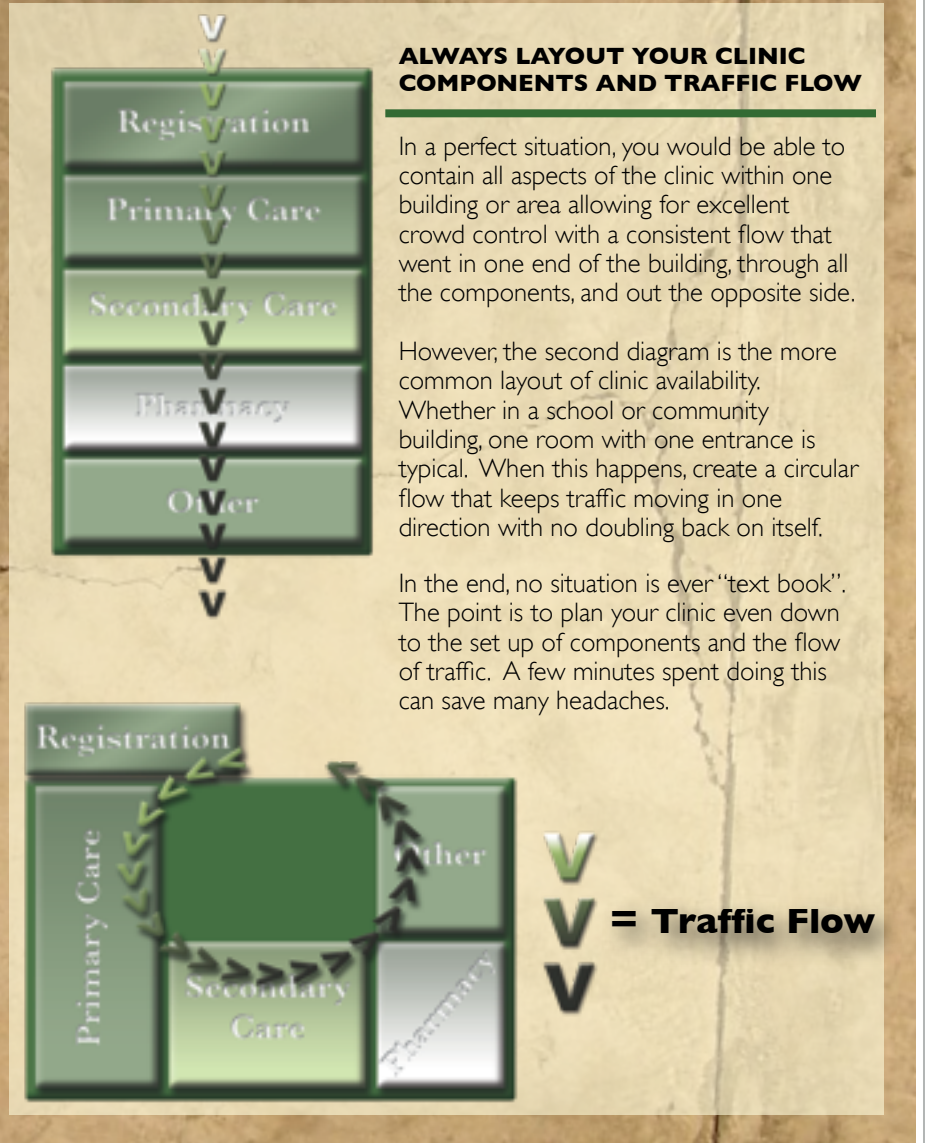 Registration
Primary Care
Secondary Care
Pharmacy
Other
ALWAYS LAYOUT YOUR CLINIC
COMPONENTS AND TRAFFIC FLOW
In a perfect situation, you would be able to
contain all aspects of the clinic within one
building or area allowing for excellent
crowd control with a consistent flow that
went in one end of the building, through all
the components, and out the opposite side.
However, the second diagram is the more
common layout of clinic availability.
Whether in a school or community
building, one room with one entrance is
typical. When this happens, create a circular
flow that keeps traffic moving in one
direction with no doubling back on itself.
In the end, no situation is ever “text book”.
The point is to plan your clinic even down
to the set up of components and the flow
of traffic. A few minutes spent doing this
can save many headaches.
Registration
Primary Care
Secondary
Care
Pharmacy
Other
= Traffic Flow